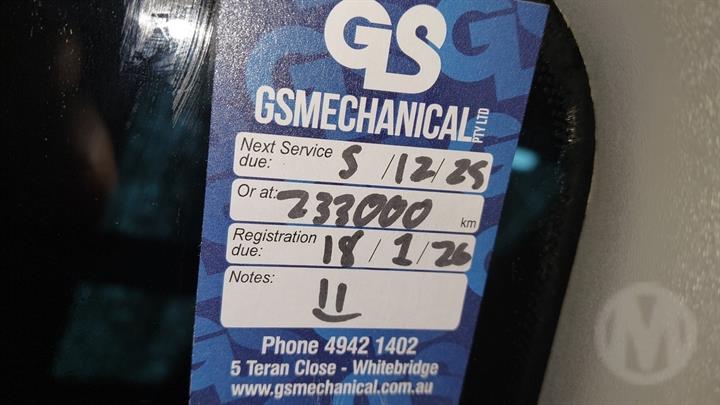 GS
GSMECHANICAL PTY LTD
Next Service due: 5 / 12 / 25
Or at: 233000 km
Registration due: 18 / 1 / 26
Notes:
Phone 4942 1402
5 Teran Close - Whitebridge
www.gsmechanical.com.au
M